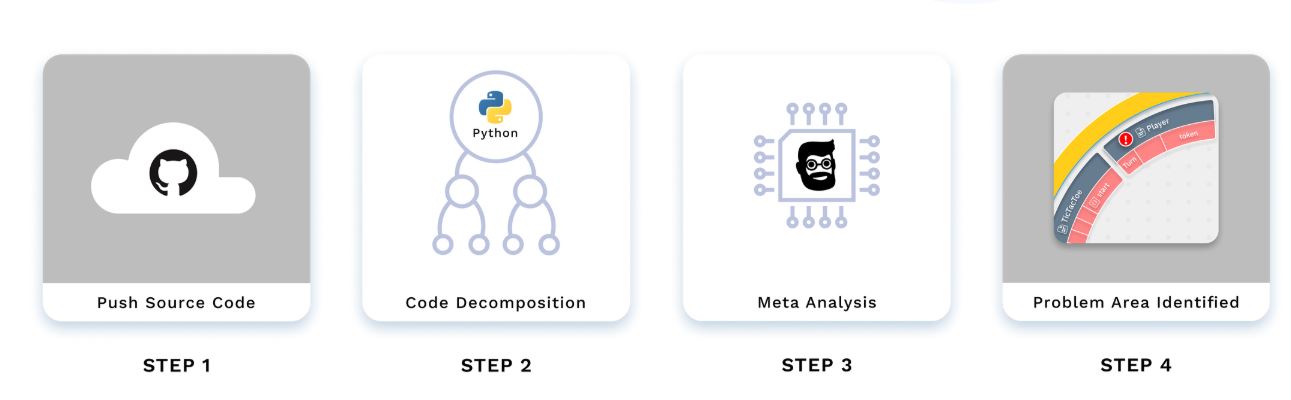 Python
Player
Turn
token
TicTacToe
start
Push Source Code
Code Decomposition
Meta Analysis
Problem Area Identified
STEP 1
STEP 2
STEP 3
STEP 4